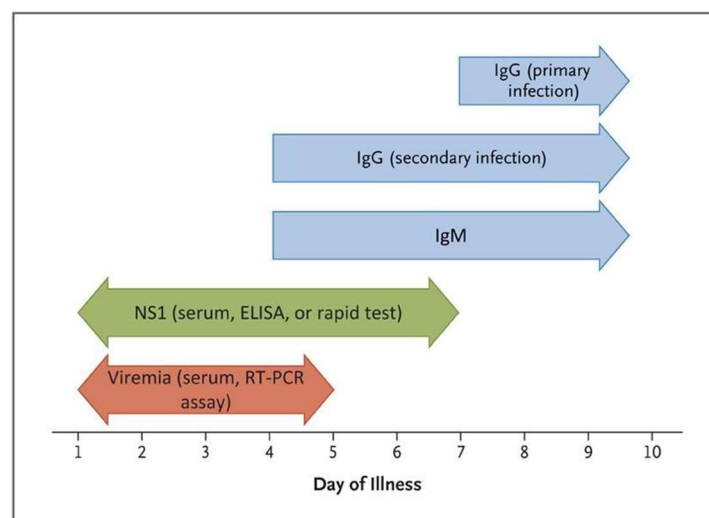 IgG (primary
infection)
IgG (secondary infection)
IgM
NS1 (serum, ELISA, or rapid test)
Viremia (serum, RT-PCR
assay)
1 2 3 4 5 6 7 8 9 10
Day of Illness